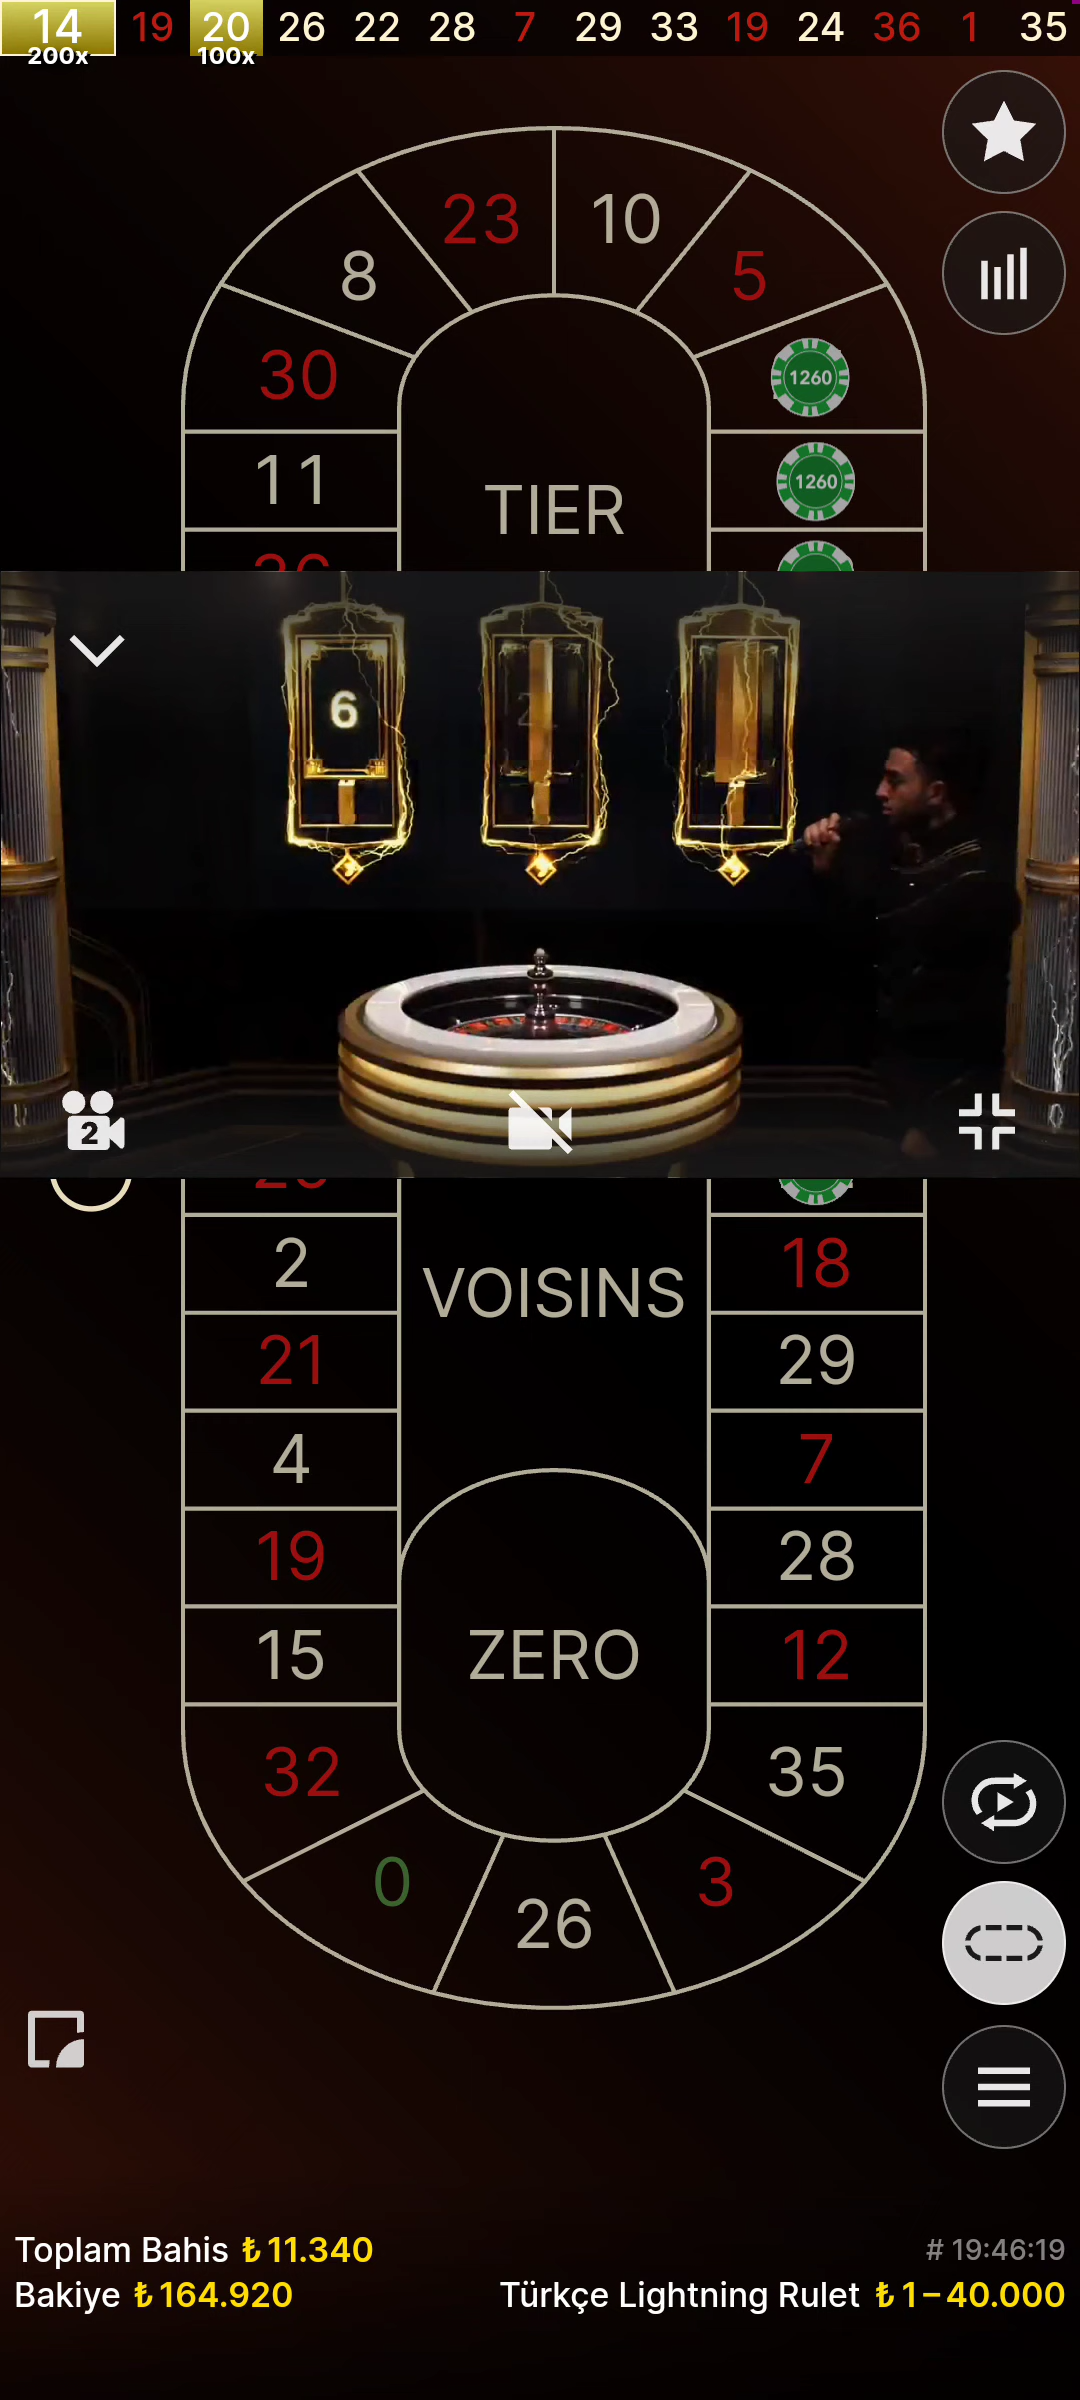 14 19 20 26 22 28 7 29 33 19 24 36 1 35
200x 100x
23 10
8 5
30 1260
11 1260
TIER
6
2
2 18
VOISINS
21 29
4 7
19 28
15 ZERO 12
32 35
0 3
26
Toplam Bahis ₺11.340 # 19:46:19
Bakiye ₺164.920 Türkçe Lightning Rulet ₺1–40.000